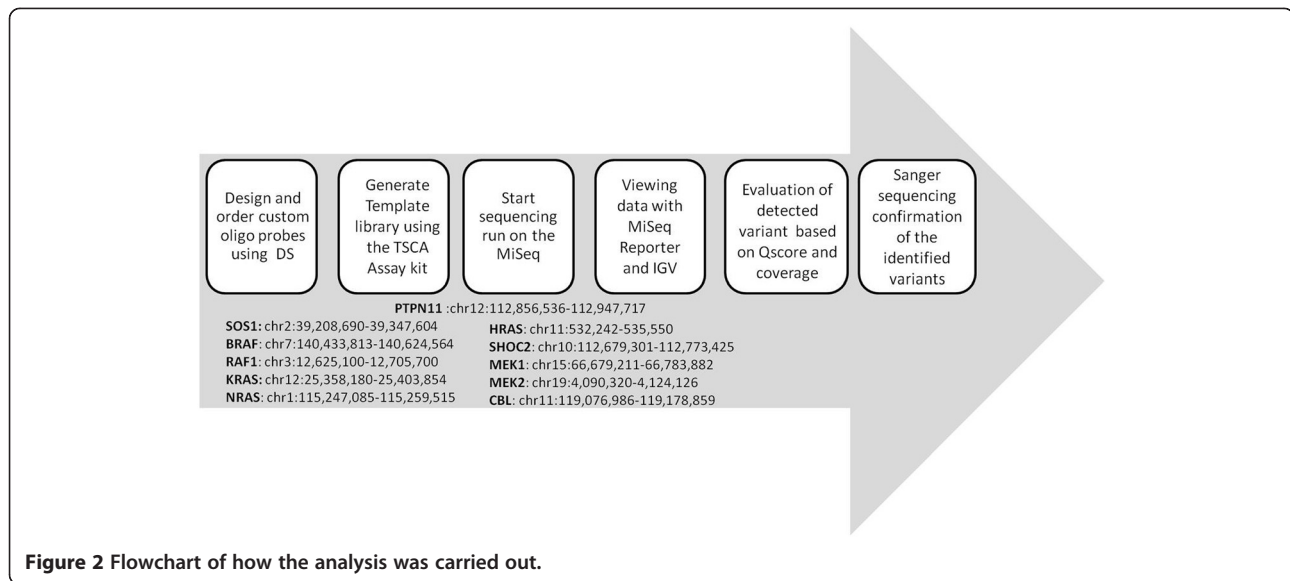 Design and
order custom
oligo probes
using DS
Generate
Template
library using
the TSCA
Assay kit
Start
sequencing
run on the
MiSeq
Viewing
data with
MiSeq
Reporter
and IGV
Evaluation of
detected
variant based
on Qscore and
coverage
Sanger
sequencing
confirmation
of the
identified
variants
PTPN11 :chr12:112,856,536-112,947,717
SOS1: chr2:39,208,690-39,347,604
BRAF: chr7:140,433,813-140,624,564
RAF1: chr3:12,625,100-12,705,700
KRAS: chr12:25,358,180-25,403,854
NRAS: chr1:115,247,085-115,259,515
HRAS: chr11:532,242-535,550
SHOC2: chr10:112,679,301-112,773,425
MEK1: chr15:66,679,211-66,783,882
MEK2: chr19:4,090,320-4,124,126
CBL: chr11:119,076,986-119,178,859
Figure 2 Flowchart of how the analysis was carried out.